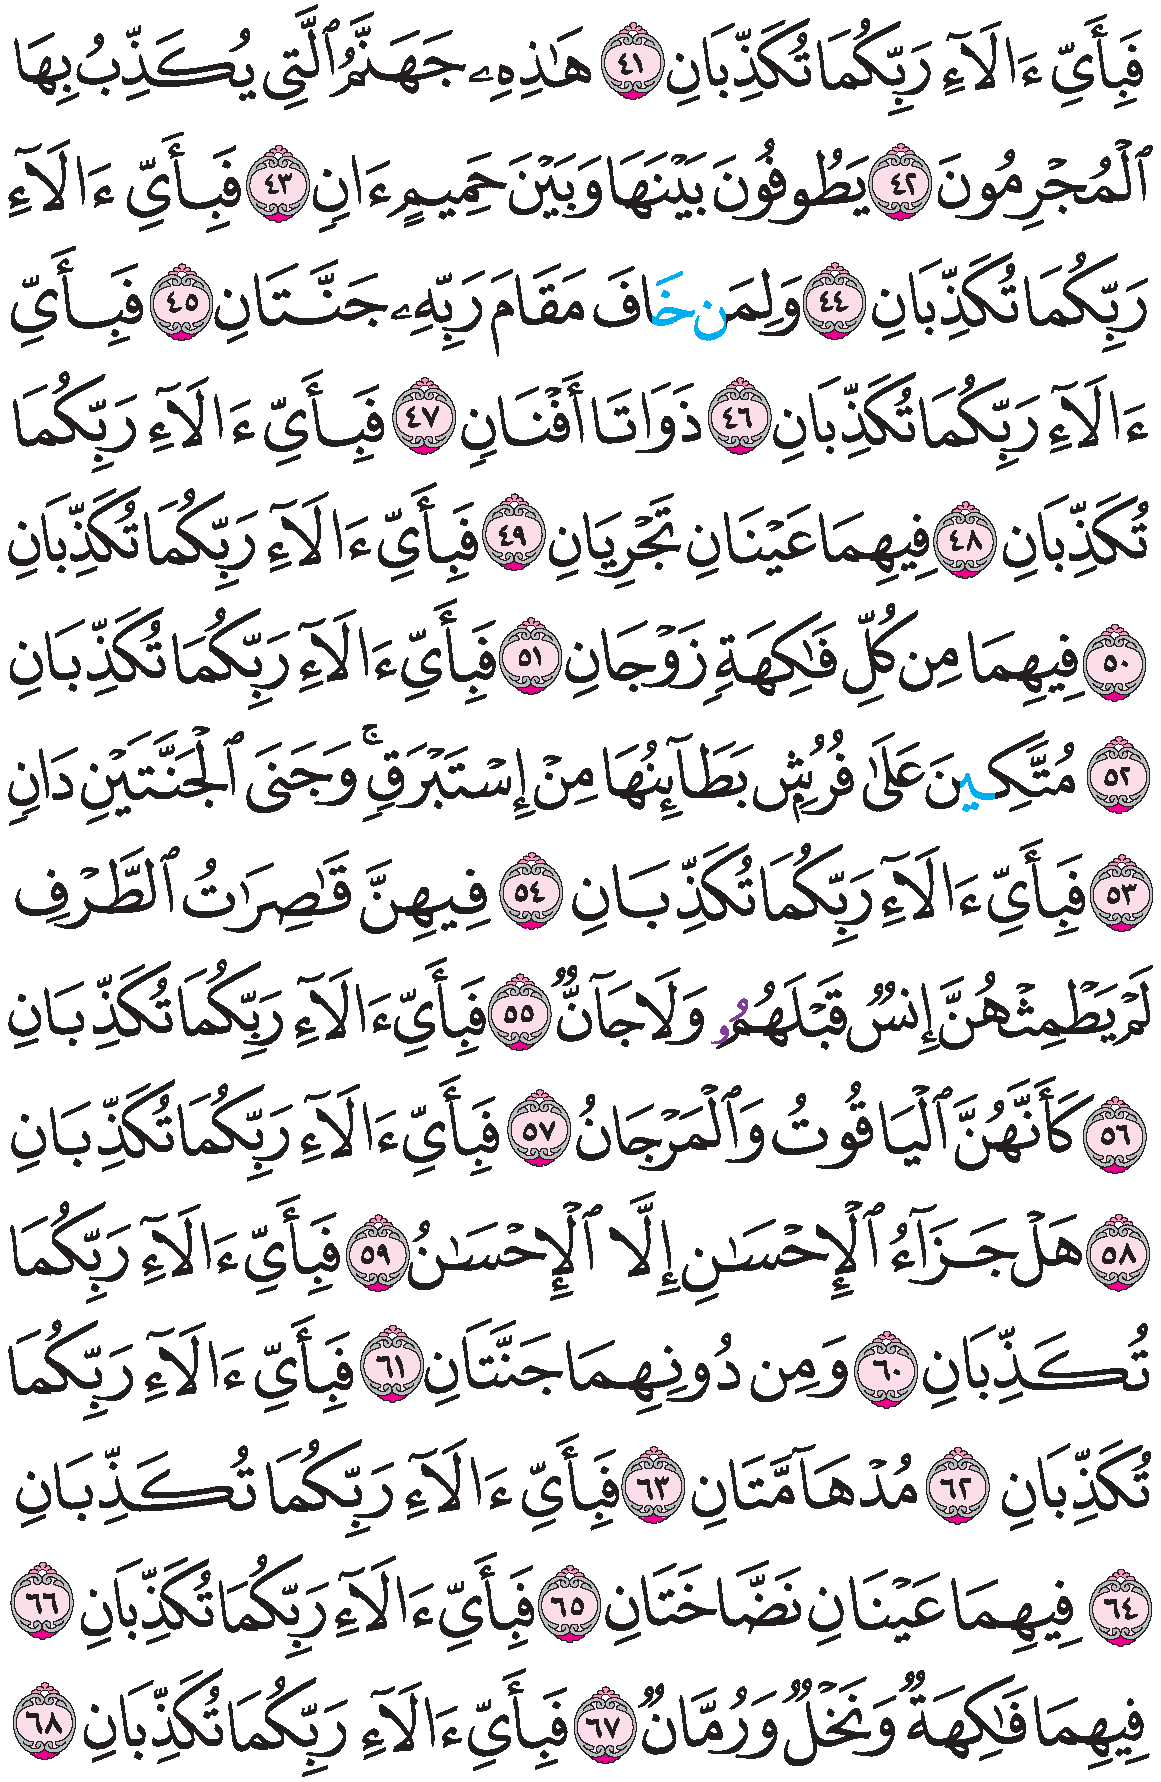 فَبِأَيِّ ءَالَآءِ رَبِّكُمَا تُكَذِّبَانِ ٤١ هَٰذِهِۦ جَهَنَّمُ ٱلَّتِي يُكَذِّبُ بِهَا
ٱلْمُجْرِمُونَ ٤٢ يَطُوفُونَ بَيْنَهَا وَبَيْنَ حَمِيمٍ ءَانٍ ٤٣ فَبِأَيِّ ءَالَآءِ
رَبِّكُمَا تُكَذِّبَانِ ٤٤ وَلِمَن خَافَ مَقَامَ رَبِّهِۦ جَنَّتَانِ ٤٥ فَبِأَيِّ
ءَالَآءِ رَبِّكُمَا تُكَذِّبَانِ ٤٦ ذَوَاتَا أَفْنَانٍ ٤٧ فَبِأَيِّ ءَالَآءِ رَبِّكُمَا
تُكَذِّبَانِ ٤٨ فِيهِمَا عَيْنَانِ تَجْرِيَانِ ٤٩ فَبِأَيِّ ءَالَآءِ رَبِّكُمَا تُكَذِّبَانِ
٥٠ فِيهِمَا مِن كُلِّ فَٰكِهَةٍ زَوْجَانِ ٥١ فَبِأَيِّ ءَالَآءِ رَبِّكُمَا تُكَذِّبَانِ
٥٢ مُتَّكِينَ عَلَىٰ فُرُشٍ بَطَآئِنُهَا مِنْ إِسْتَبْرَقٍ ۚ وَجَنَى ٱلْجَنَّتَيْنِ دَانٍ
٥٣ فَبِأَيِّ ءَالَآءِ رَبِّكُمَا تُكَذِّبَانِ ٥٤ فِيهِنَّ قَٰصِرَٰتُ ٱلطَّرْفِ
لَمْ يَطْمِثْهُنَّ إِنسٌ قَبْلَهُمُۥ وَلَا جَآنٌّ ٥٥ فَبِأَيِّ ءَالَآءِ رَبِّكُمَا تُكَذِّبَانِ
٥٦ كَأَنَّهُنَّ ٱلْيَاقُوتُ وَٱلْمَرْجَانُ ٥٧ فَبِأَيِّ ءَالَآءِ رَبِّكُمَا تُكَذِّبَانِ
٥٨ هَلْ جَزَآءُ ٱلْإِحْسَٰنِ إِلَّا ٱلْإِحْسَٰنُ ٥٩ فَبِأَيِّ ءَالَآءِ رَبِّكُمَا
تُكَذِّبَانِ ٦٠ وَمِن دُونِهِمَا جَنَّتَانِ ٦١ فَبِأَيِّ ءَالَآءِ رَبِّكُمَا
تُكَذِّبَانِ ٦٢ مُدْهَآمَّتَانِ ٦٣ فَبِأَيِّ ءَالَآءِ رَبِّكُمَا تُكَذِّبَانِ
٦٤ فِيهِمَا عَيْنَانِ نَضَّاخَتَانِ ٦٥ فَبِأَيِّ ءَالَآءِ رَبِّكُمَا تُكَذِّبَانِ ٦٦
فِيهِمَا فَٰكِهَةٌ وَنَخْلٌ وَرُمَّانٌ ٦٧ فَبِأَيِّ ءَالَآءِ رَبِّكُمَا تُكَذِّبَانِ ٦٨